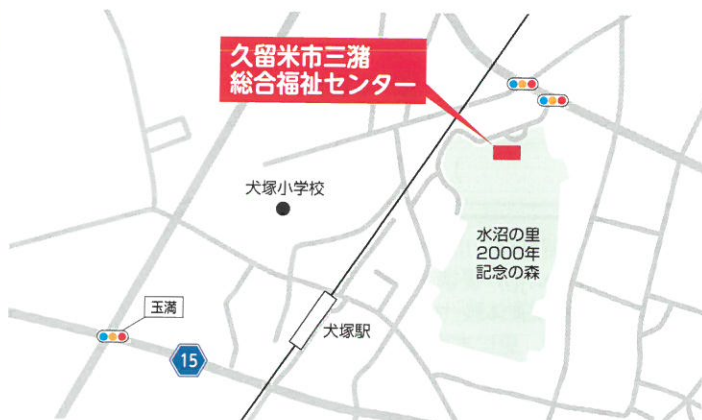 久留米市三潴
総合福祉センター
犬塚小学校
水沼の里
2000年
記念の森
玉満
犬塚駅
15